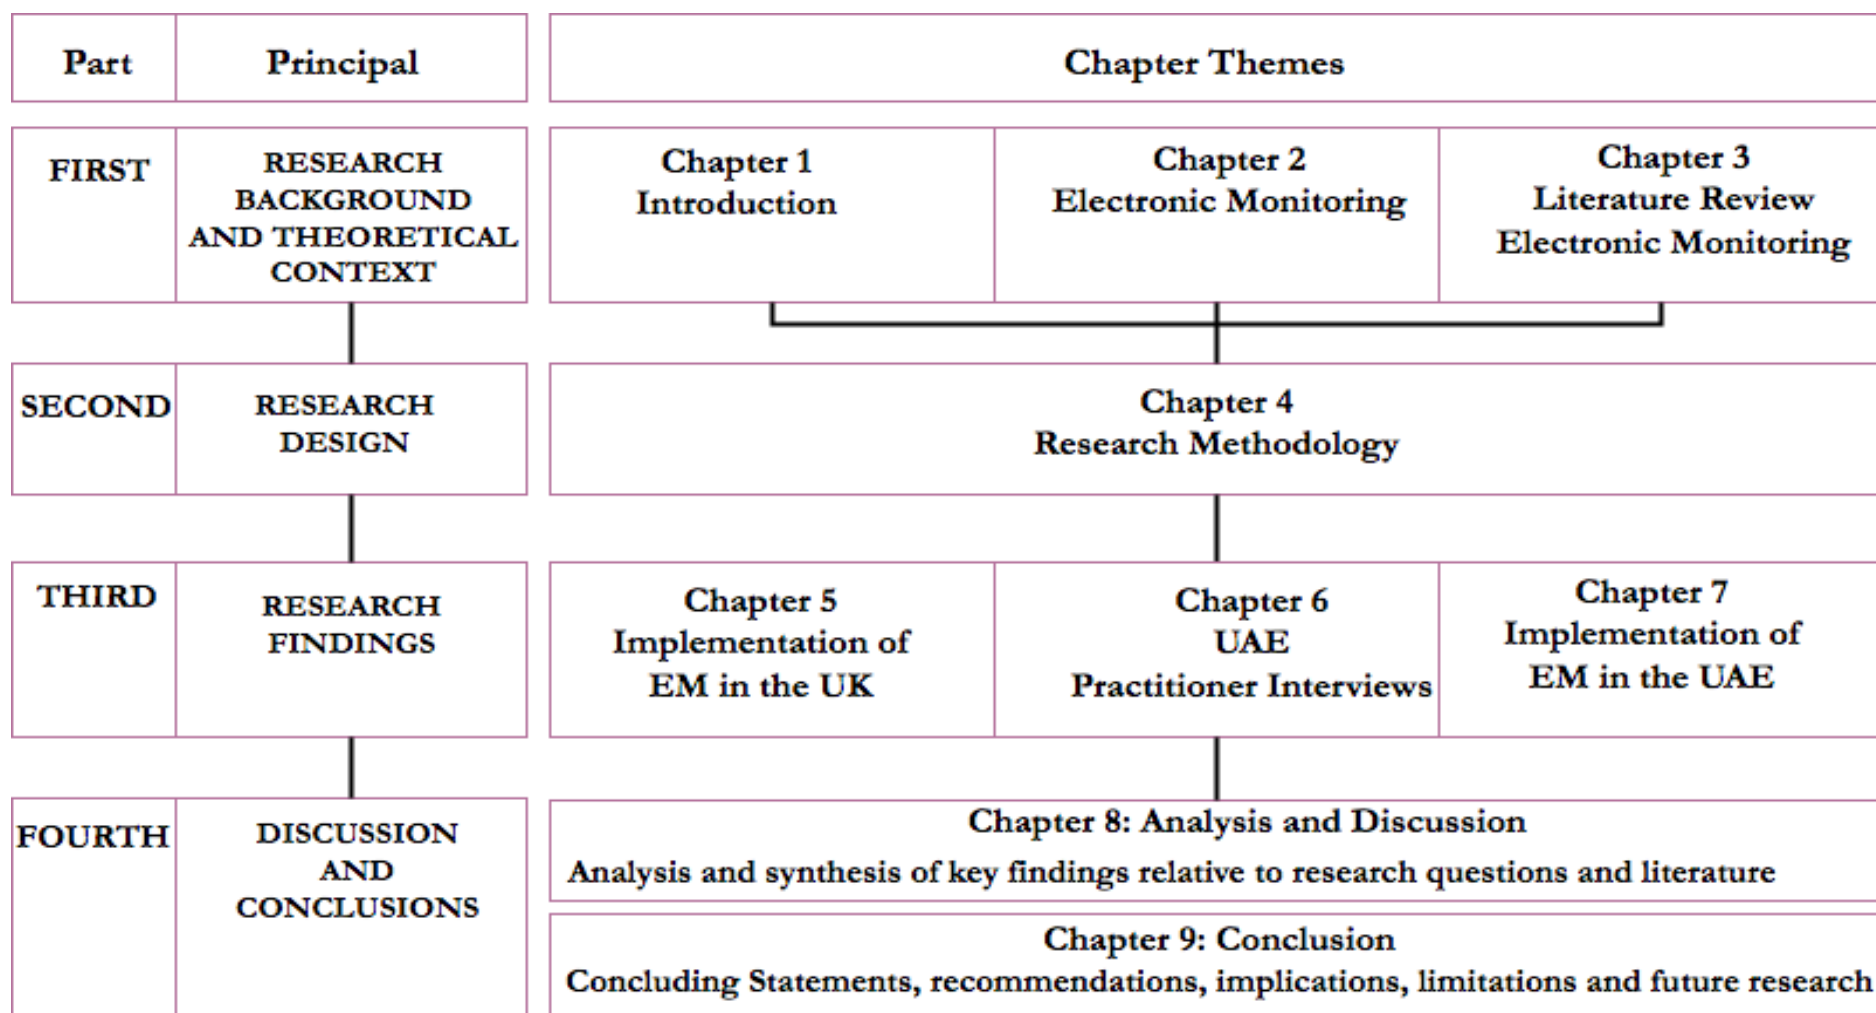 Part
Principal
Chapter Themes
FIRST
RESEARCH
BACKGROUND
AND THEORETICAL
CONTEXT
Chapter 1
Introduction
Chapter 2
Electronic Monitoring
Chapter 3
Literature Review
Electronic Monitoring
SECOND
RESEARCH
DESIGN
Chapter 4
Research Methodology
THIRD
RESEARCH
FINDINGS
Chapter 5
Implementation of
EM in the UK
Chapter 6
UAE
Practitioner Interviews
Chapter 7
Implementation of
EM in the UAE
FOURTH
DISCUSSION
AND
CONCLUSIONS
Chapter 8: Analysis and Discussion
Analysis and synthesis of key findings relative to research questions and literature
Chapter 9: Conclusion
Concluding Statements, recommendations, implications, limitations and future research